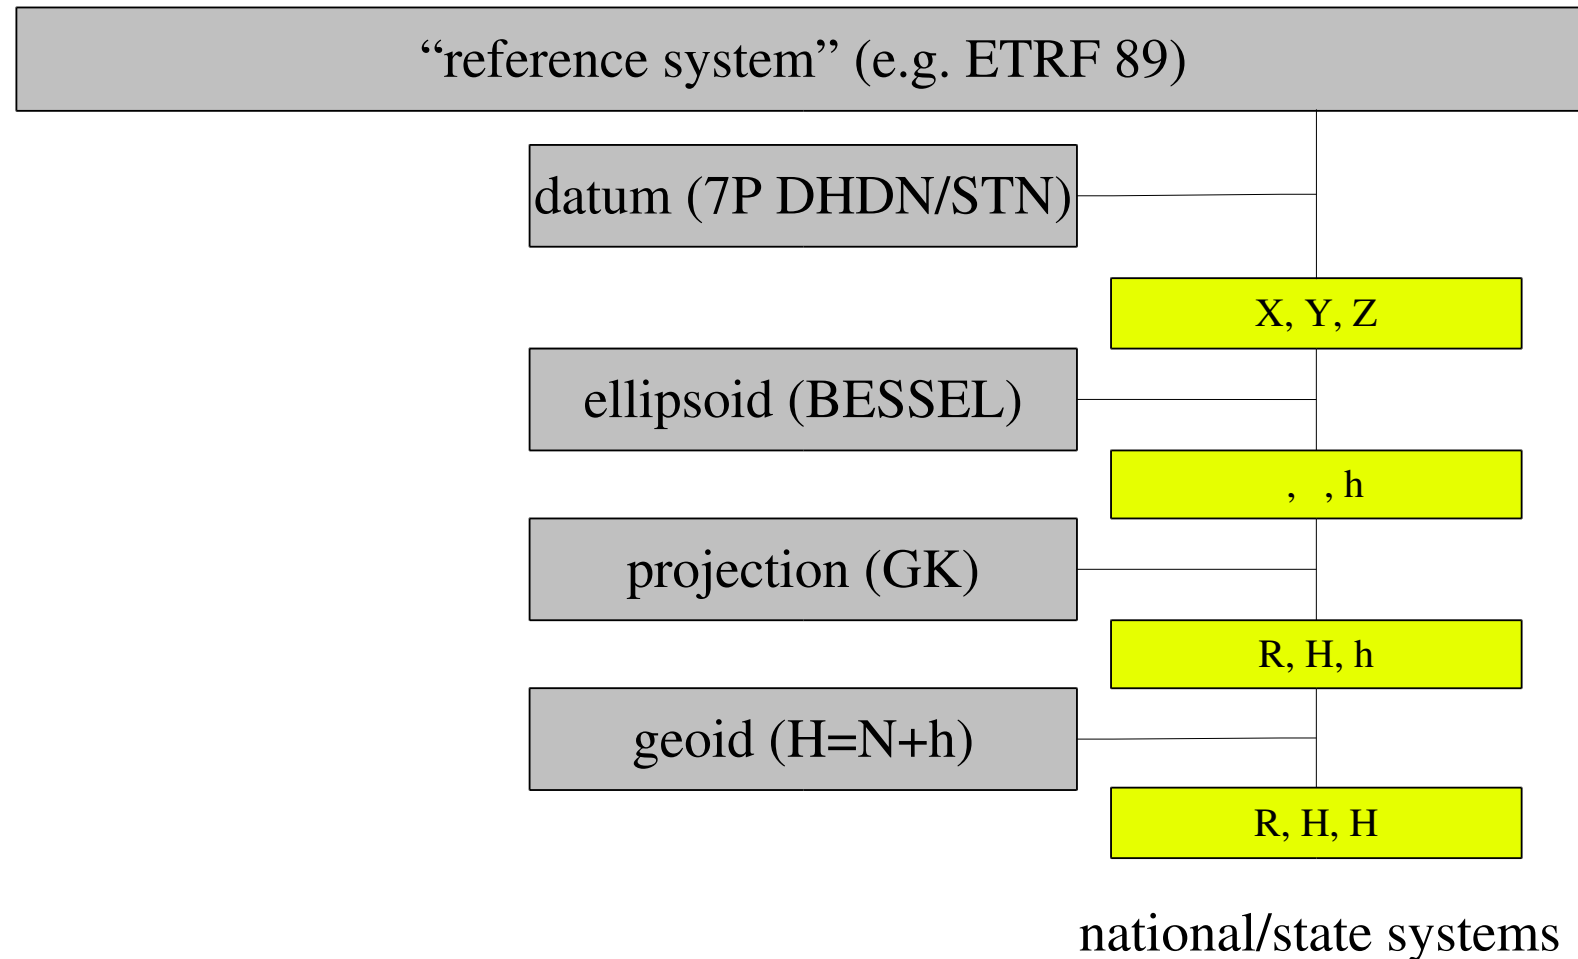 “reference system” (e.g. ETRF 89)
datum (7P DHDN/STN)
X, Y, Z
ellipsoid (BESSEL)
, , h
projection (GK)
R, H, h
geoid (H=N+h)
R, H, H
national/state systems